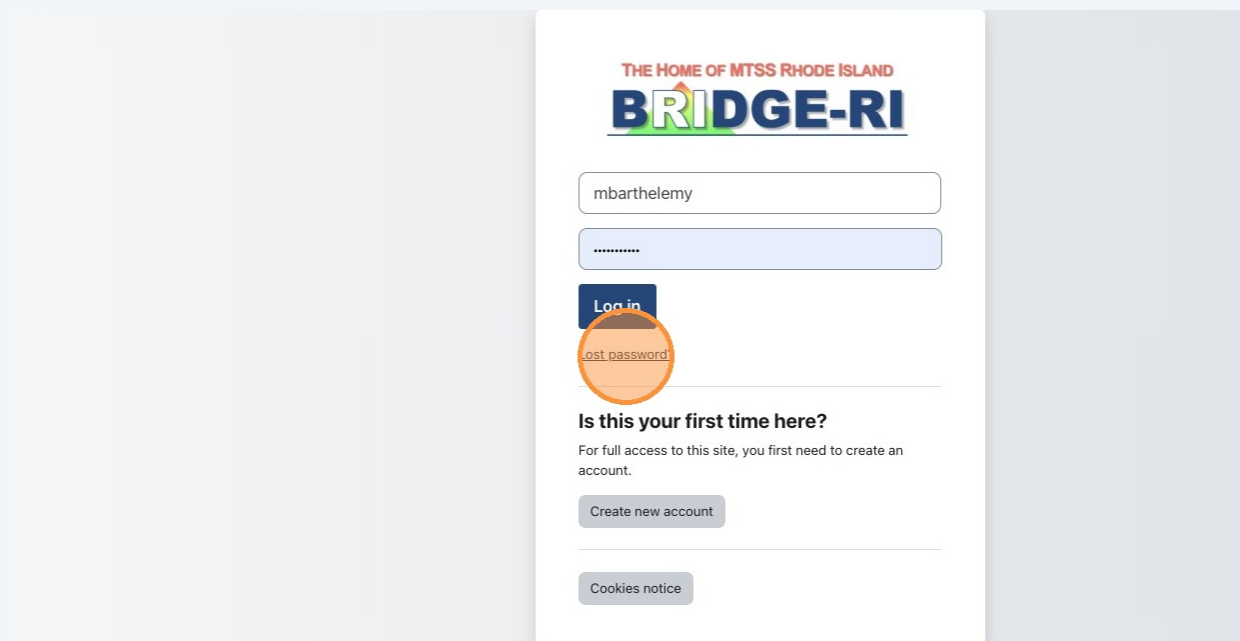 THE HOME OF MTSS RHODE ISLAND
BRIDGE-RI
mbarthelemy
•••••••••••
Log in
Lost password?
Is this your first time here?
For full access to this site, you first need to create an
account.
Create new account
Cookies notice